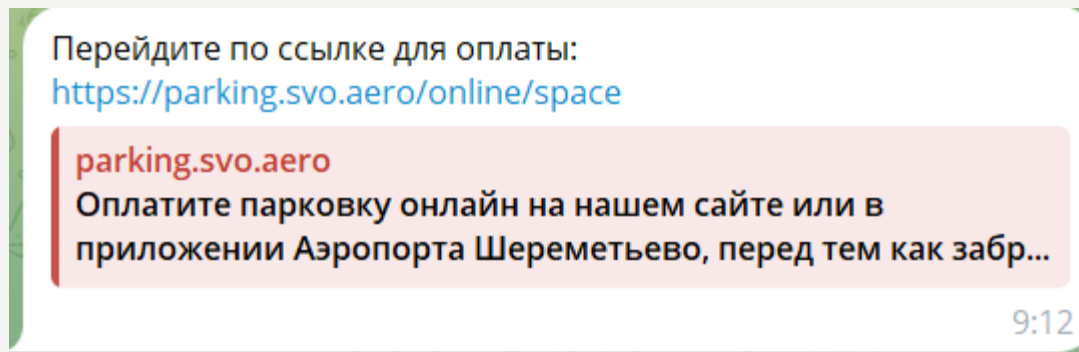 Перейдите по ссылке для оплаты:
https://parking.svo.aero/online/space
parking.svo.aero
Оплатите парковку онлайн на нашем сайте или в
приложении Аэропорта Шереметьево, перед тем как забр...
9:12